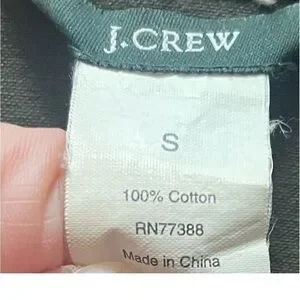 J.CREW
S
100% Cotton
RN77388
Made in China